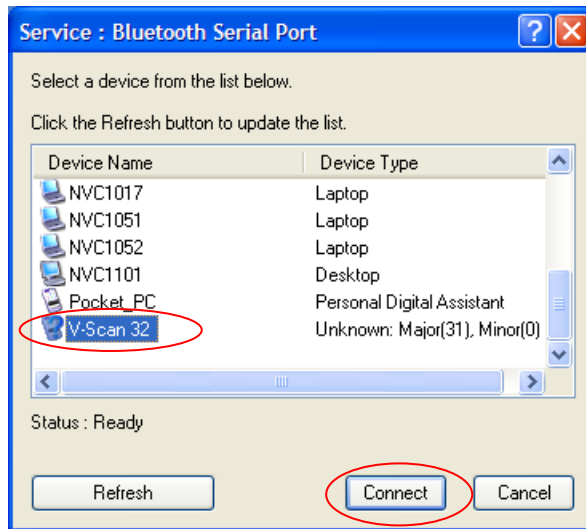 Service : Bluetooth Serial Port
Select a device from the list below.
Click the Refresh button to update the list.
Device Name Device Type
NVC1017 Laptop
NVC1051 Laptop
NVC1052 Laptop
NVC1101 Desktop
Pocket_PC Personal Digital Assistant
V-Scan 32 Unknown: Major(31), Minor(0)
Status : Ready
Refresh Connect Cancel